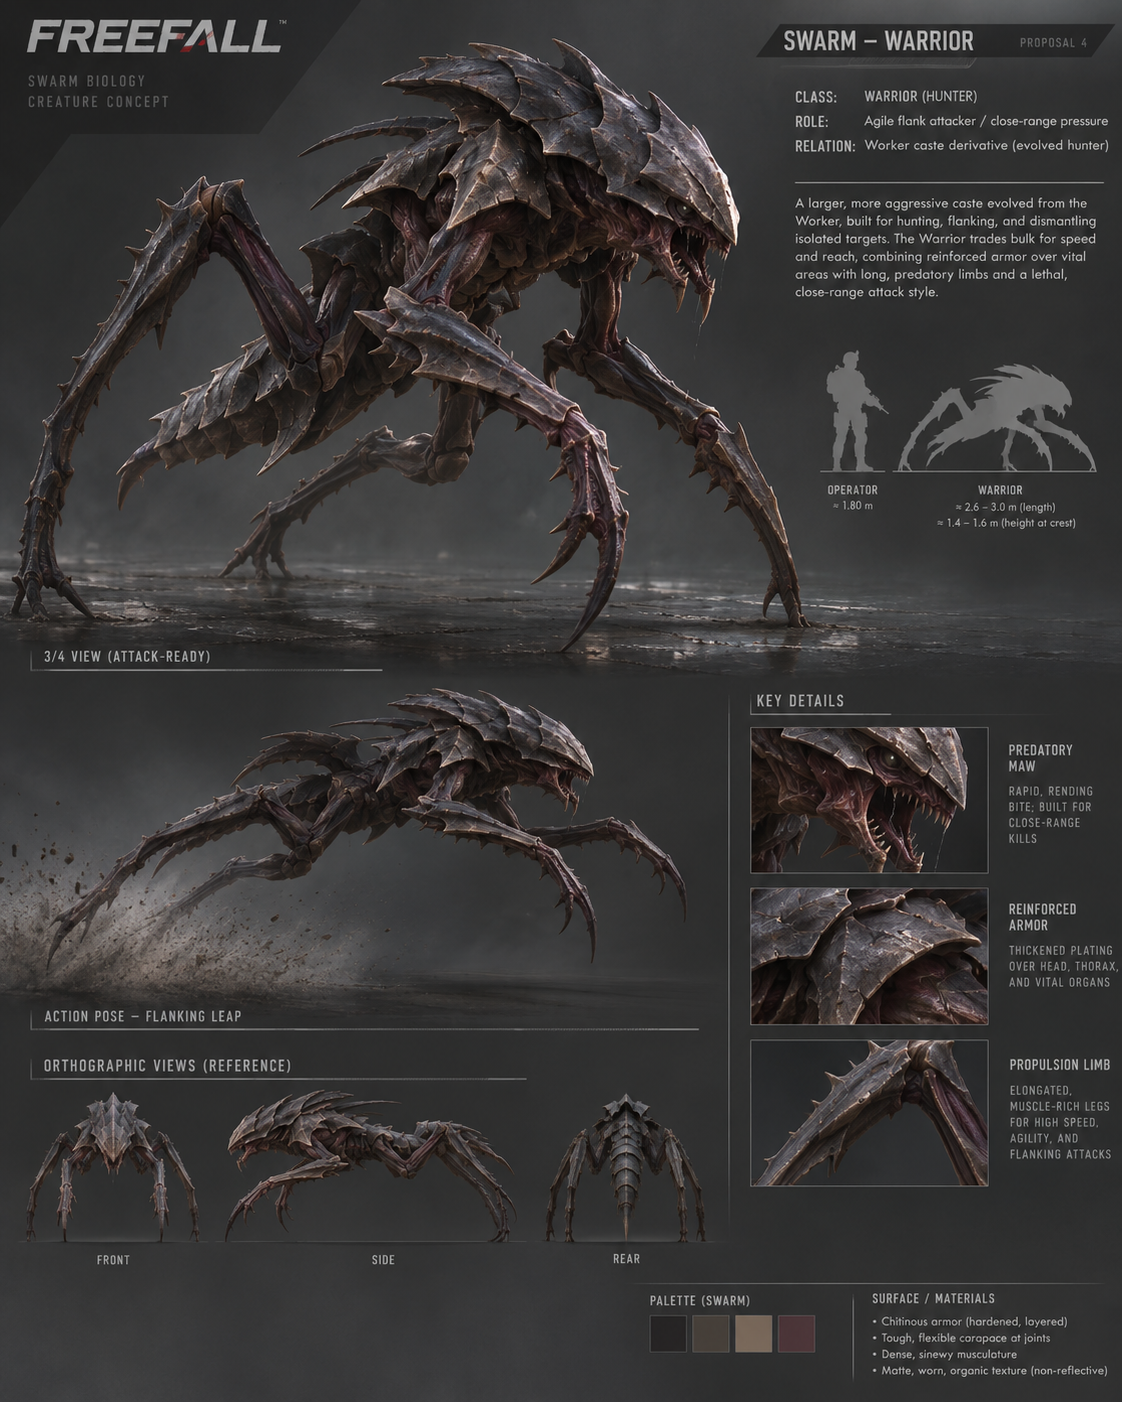 FREEFALL™
SWARM BIOLOGY
CREATURE CONCEPT
SWARM – WARRIOR
PROPOSAL 4
CLASS: WARRIOR (HUNTER)
ROLE: Agile flank attacker / close-range pressure
RELATION: Worker caste derivative (evolved hunter)
A larger, more aggressive caste evolved from the
Worker, built for hunting, flanking, and dismantling
isolated targets. The Warrior trades bulk for speed
and reach, combining reinforced armor over vital
areas with long, predatory limbs and a lethal,
close-range attack style.
OPERATOR
≈ 1.80 m
WARRIOR
≈ 2.6 – 3.0 m (length)
≈ 1.4 – 1.6 m (height at crest)
3/4 VIEW (ATTACK-READY)
ACTION POSE – FLANKING LEAP
KEY DETAILS
PREDATORY
MAW
RAPID, RENDING
BITE; BUILT FOR
CLOSE-RANGE
KILLS
REINFORCED
ARMOR
THICKENED PLATING
OVER HEAD, THORAX,
AND VITAL ORGANS
PROPULSION LIMB
ELONGATED,
MUSCLE-RICH LEGS
FOR HIGH SPEED,
AGILITY, AND
FLANKING ATTACKS
ORTHOGRAPHIC VIEWS (REFERENCE)
FRONT
SIDE
REAR
PALETTE (SWARM)
SURFACE / MATERIALS
• Chitinous armor (hardened, layered)
• Tough, flexible carapace at joints
• Dense, sinewy musculature
• Matte, worn, organic texture (non-reflective)